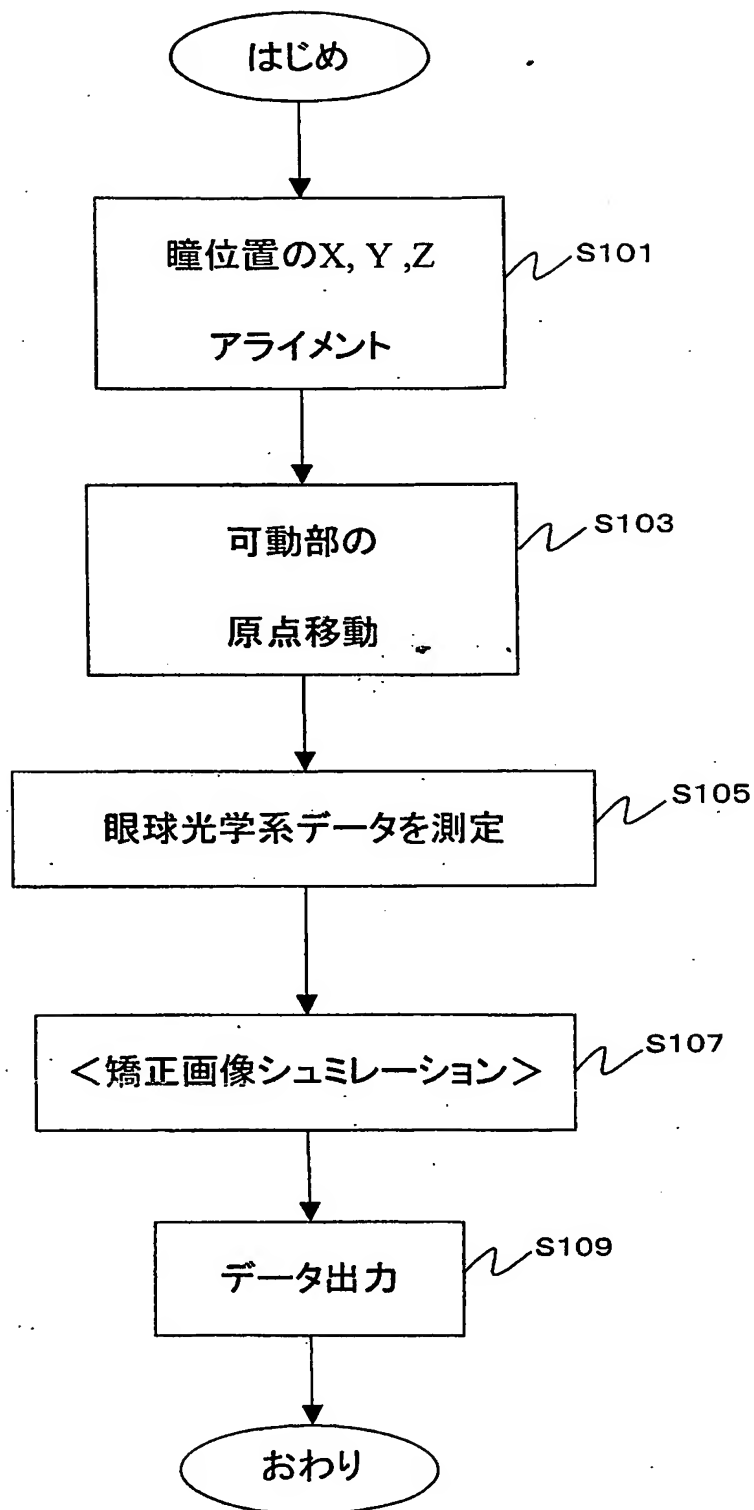 はじめ
瞳位置のX, Y ,Z
アライメント
S101
可動部の
原点移動
S103
眼球光学系データを測定
S105
<矯正画像シュミレーション>
S107
データ出力
S109
おわり